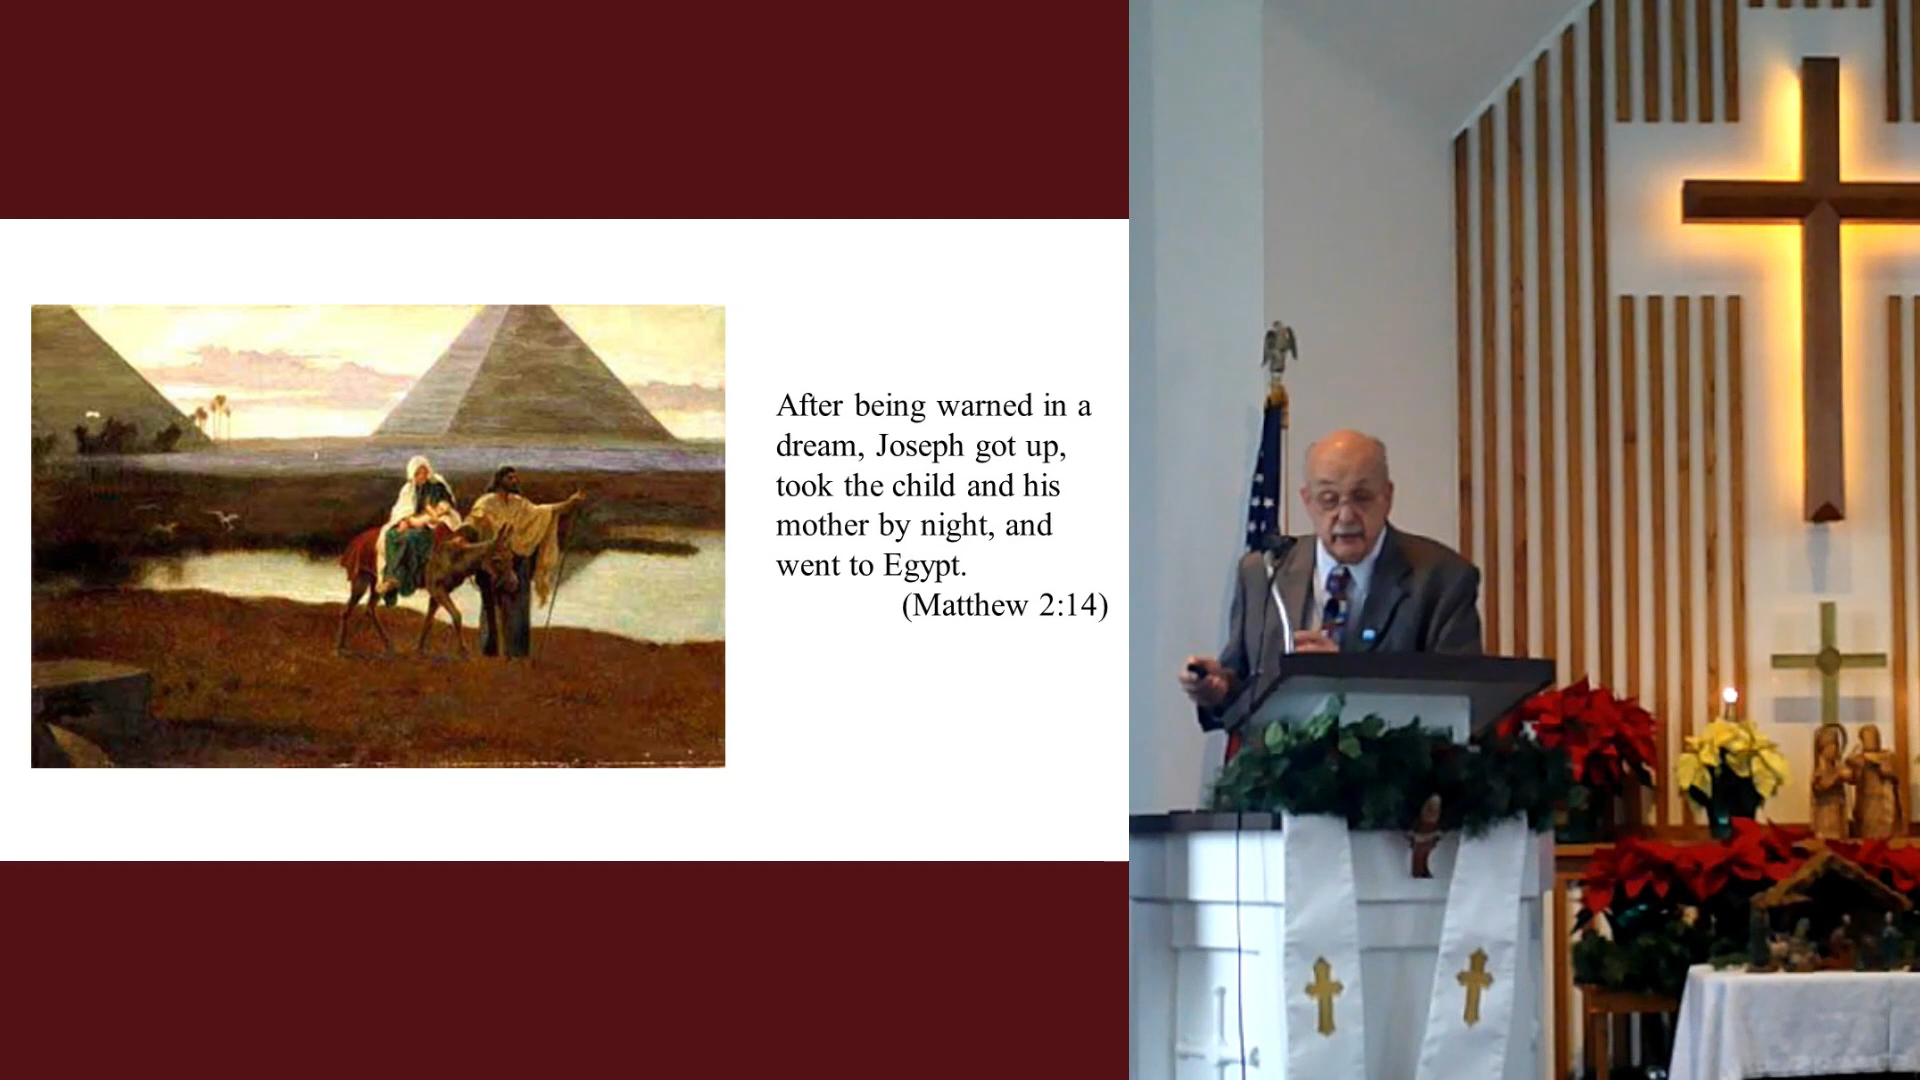 After being warned in a
dream, Joseph got up,
took the child and his
mother by night, and
went to Egypt.
(Matthew 2:14)